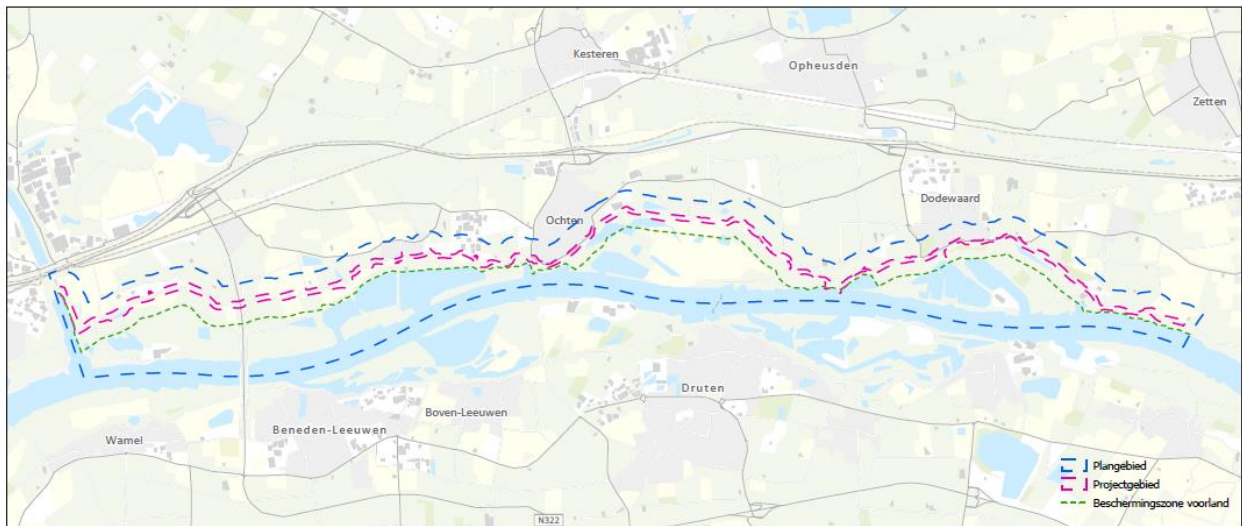 Kesteren
Opheusden
Zetten
Ochten
Dodewaard
Druten
Boven-Leeuwen
Beneden-Leeuwen
Wamel
Plangebied
Projectgebied
Beschermingszone voorland
N322